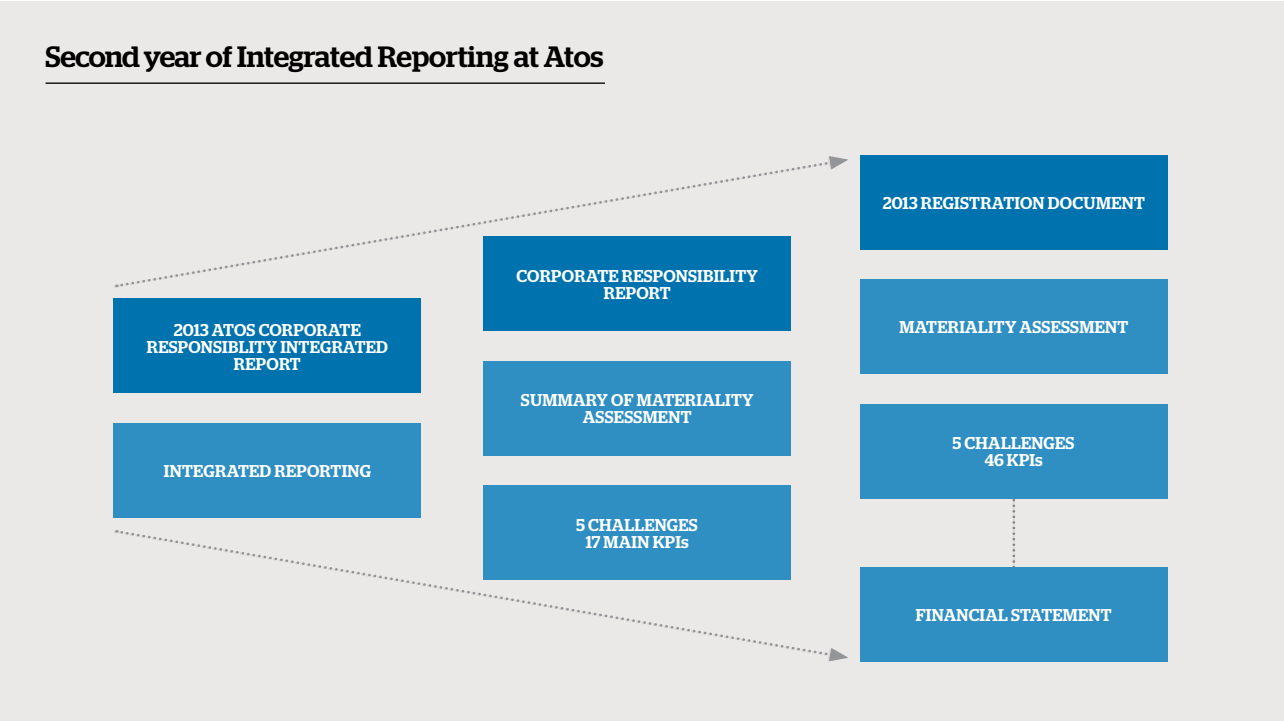 Second year of Integrated Reporting at Atos
2013 ATOS CORPORATE
RESPONSIBLITY INTEGRATED
REPORT
INTEGRATED REPORTING
CORPORATE RESPONSIBILITY
REPORT
SUMMARY OF MATERIALITY
ASSESSMENT
5 CHALLENGES
17 MAIN KPIs
2013 REGISTRATION DOCUMENT
MATERIALITY ASSESSMENT
5 CHALLENGES
46 KPIs
FINANCIAL STATEMENT